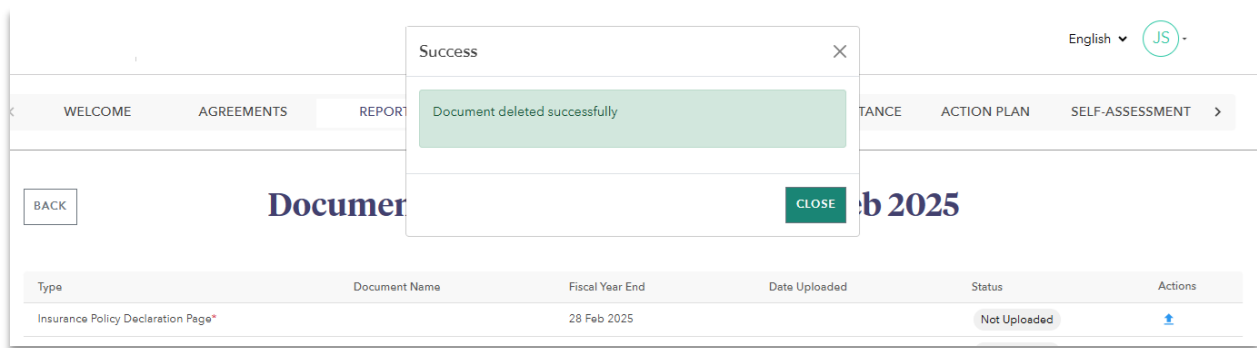 English
JS
Success
Document deleted successfully
CLOSE
WELCOME AGREEMENTS REPORT TANCE ACTION PLAN SELF-ASSESSMENT
BACK
Documen b 2025
Type Document Name Fiscal Year End Date Uploaded Status Actions
Insurance Policy Declaration Page* 28 Feb 2025 Not Uploaded